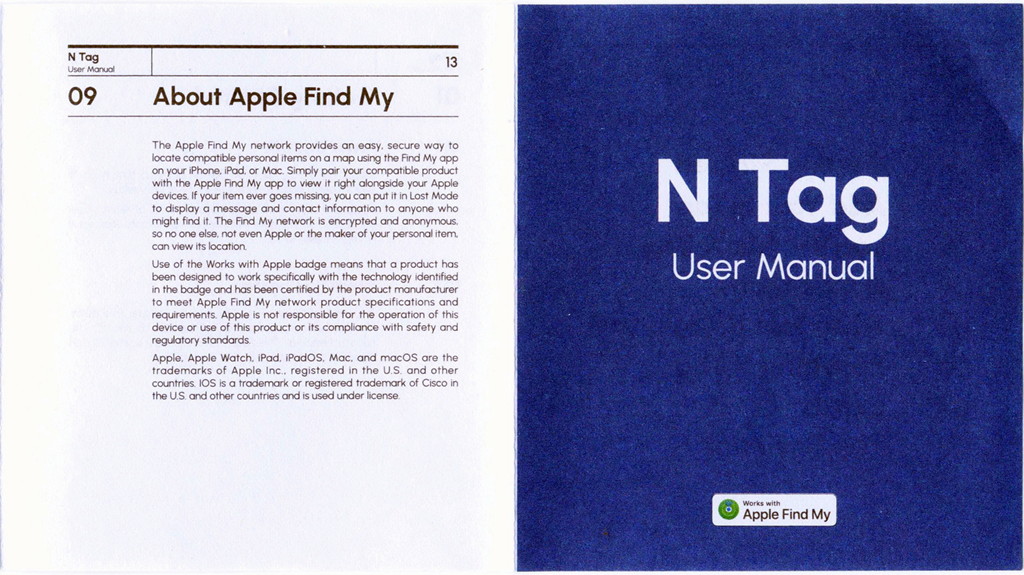 N Tag
User Manual
13
09
About Apple Find My
The Apple Find My network provides an easy, secure way to
locate compatible personal items on a map using the Find My app
on your iPhone, iPad, or Mac. Simply pair your compatible product
with the Apple Find My app to view it right alongside your Apple
devices. If your item ever goes missing, you can put it in Lost Mode
to display a message and contact information to anyone who
might find it. The Find My network is encrypted and anonymous,
so no one else, not even Apple or the maker of your personal item,
can view its location.
Use of the Works with Apple badge means that a product has
been designed to work specifically with the technology identified
in the badge and has been certified by the product manufacturer
to meet Apple Find My network product specifications and
requirements. Apple is not responsible for the operation of this
device or use of this product or its compliance with safety and
regulatory standards.
Apple, Apple Watch, iPad, iPadOS, Mac, and macOS are the
trademarks of Apple Inc., registered in the U.S. and other
countries. IOS is a trademark or registered trademark of Cisco in
the U.S. and other countries and is used under license.
N Tag
User Manual
Works with
Apple Find My